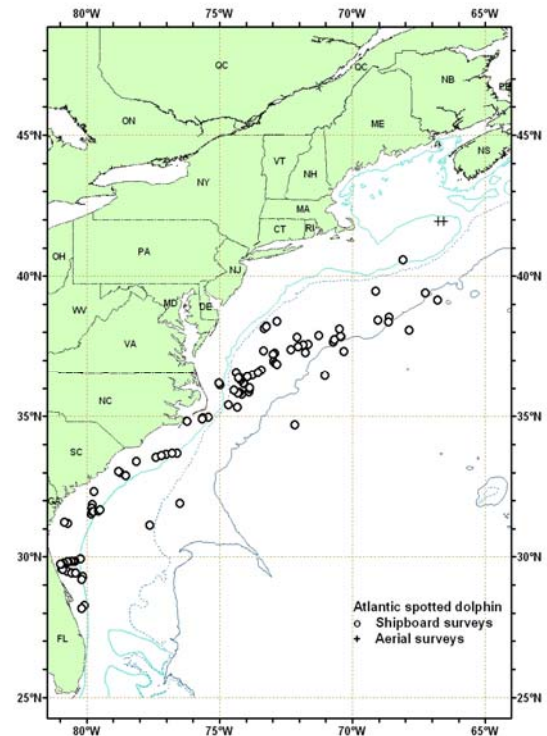 80°W 75°W 70°W 65°W
QC
QC
NB
PE
ON
ME
45°N 45°N
NS
VT
NH
NY
MA
CT RI
PA
OH
NJ
40°N 40°N
MD
DE
WV
VA
NC
35°N 35°N
SC
GA
30°N 30°N
Atlantic spotted dolphin
Shipboard surveys
Aerial surveys
FL
25°N 25°N
80°W 75°W 70°W 65°W